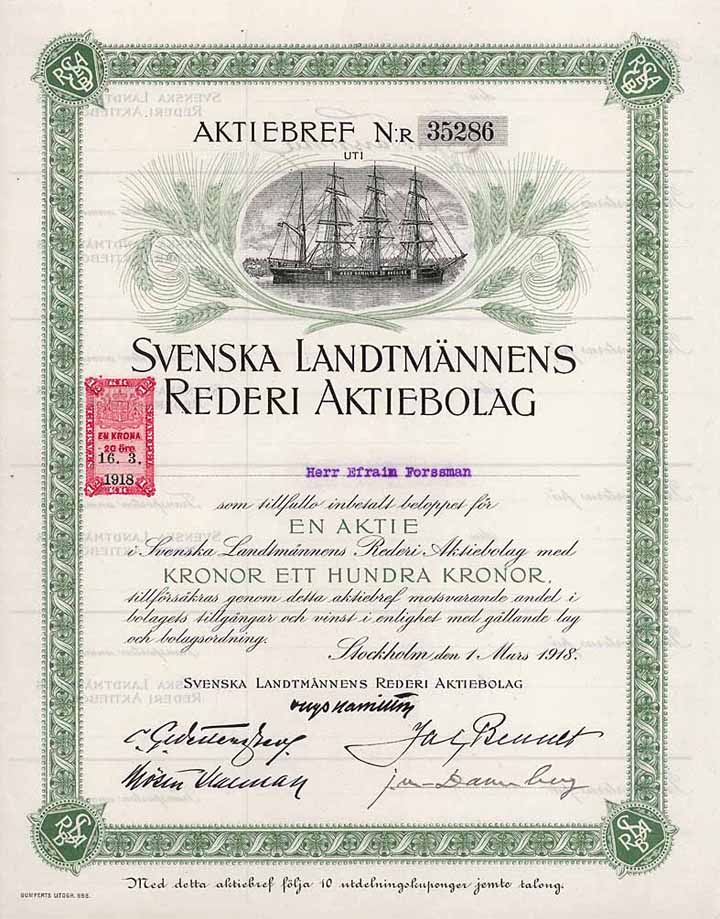 AKTIEBREF N:R 35286
UTI
SVENSKA LANDTMÄNNENS
REDERI AKTIEBOLAG
EN KRONA
20 öre
16. 3.
1918
Herr Efraim Forssman
som tillfullo inbetalt beloppet för
EN AKTIE
i Svenska Landtmännens Rederi Aktiebolag med
KRONOR ETT HUNDRA KRONOR,
tillförsäkras genom detta aktiebref motsvarande andel i
bolagets tillgångar och vinst i enlighet med gällande lag
och bolagsordning.
Stockholm den 1 Mars 1918.
SVENSKA LANDTMÄNNENS REDERI AKTIEBOLAG
Med detta aktiebref följa 10 utdelningskuponger jemte talong.